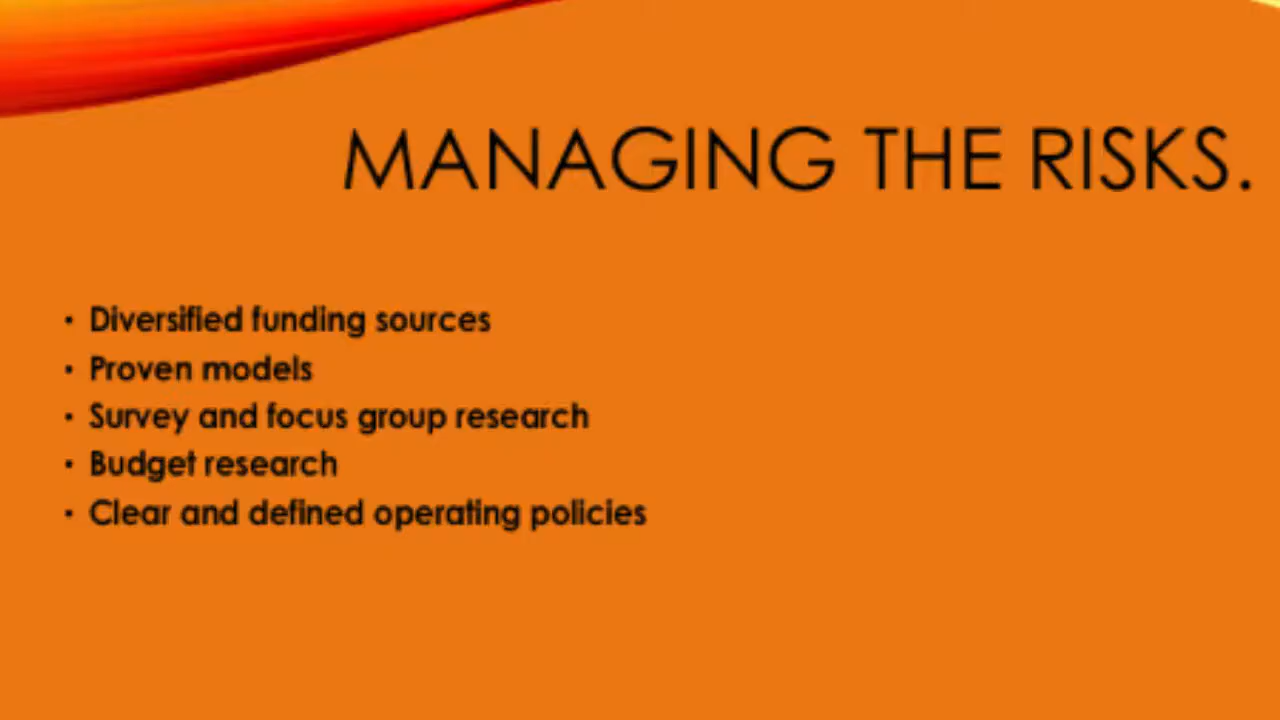 MANAGING THE RISKS.
• Diversified funding sources
• Proven models
• Survey and focus group research
• Budget research
• Clear and defined operating policies